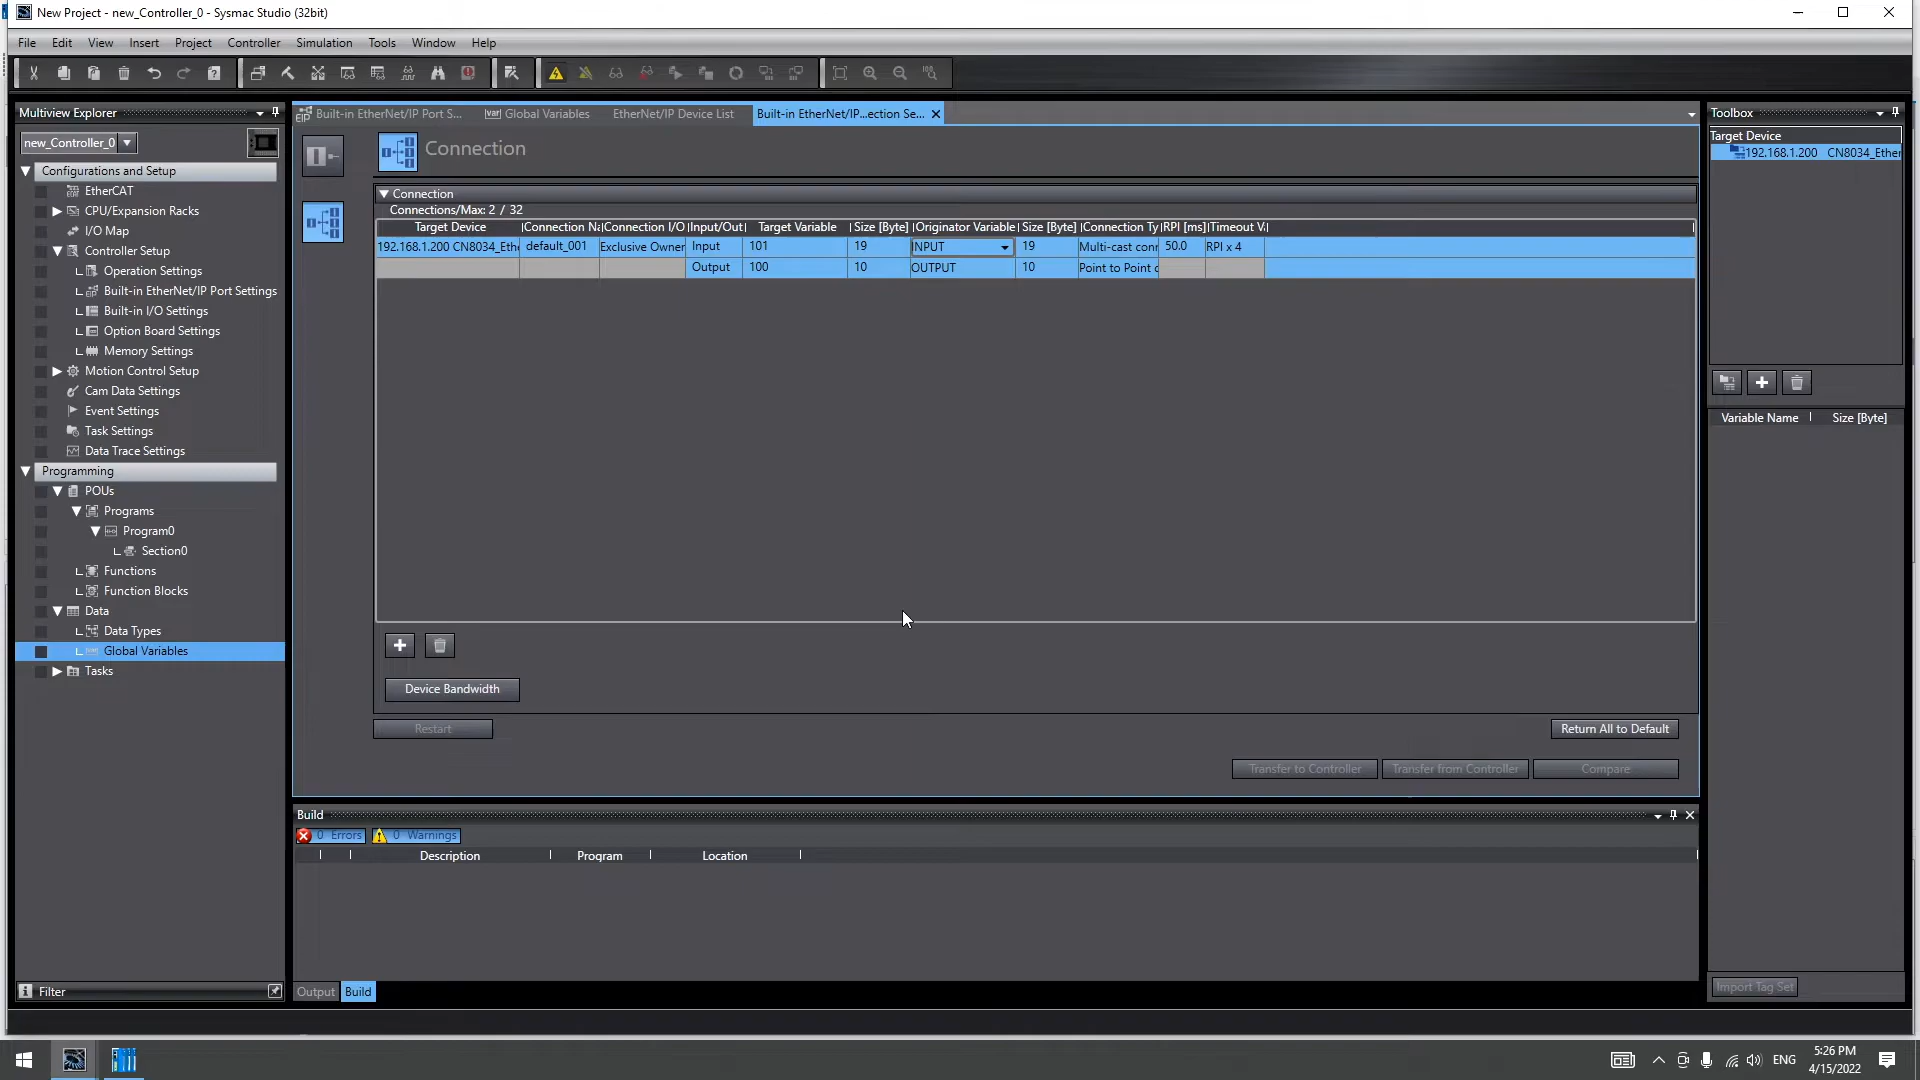 New Project - new_Controller_0 - Sysmac Studio (32bit)
File Edit View Insert Project Controller Simulation Tools Window Help
Multiview Explorer
new_Controller_0
Configurations and Setup
EtherCAT
CPU/Expansion Racks
I/O Map
Controller Setup
Operation Settings
Built-in EtherNet/IP Port Settings
Built-in I/O Settings
Option Board Settings
Memory Settings
Motion Control Setup
Cam Data Settings
Event Settings
Task Settings
Data Trace Settings
Programming
POUs
Programs
Program0
Section0
Functions
Function Blocks
Data
Data Types
Global Variables
Tasks
Filter
Built-in EtherNet/IP Port S... Global Variables EtherNet/IP Device List Built-in EtherNet/IP...ection Se...
Connection
Connection
Connections/Max: 2 / 32
Target Device Connection Na Connection I/O Input/Out Target Variable Size [Byte] Originator Variable Size [Byte] Connection Ty RPI [ms] Timeout V
192.168.1.200 CN8034_Eth default_001 Exclusive Owner Input 101 19 INPUT 19 Multi-cast conr 50.0 RPI x 4
Output 100 10 OUTPUT 10 Point to Point c
Device Bandwidth
Restart
Return All to Default
Transfer to Controller Transfer from Controller Compare
Build
0 Errors 0 Warnings
Description Program Location
Output Build
Toolbox
Target Device
192.168.1.200 CN8034_Ether
Variable Name Size [Byte]
Import Tag Set
ENG
5:26 PM
4/15/2022